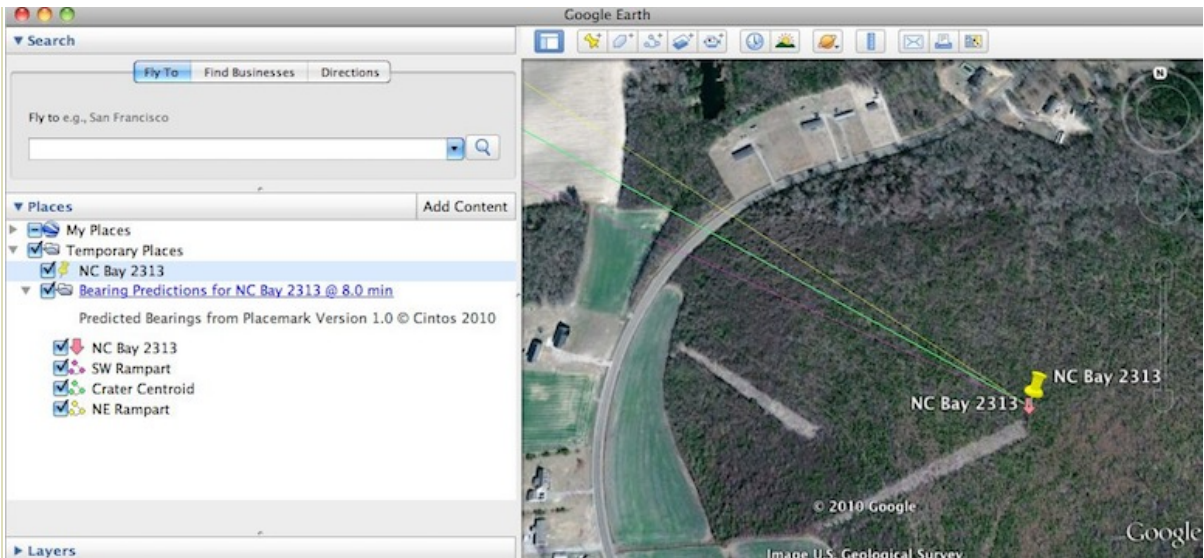 Google Earth
Search
Fly To
Find Businesses
Directions
Fly to e.g., San Francisco
Places
Add Content
My Places
Temporary Places
NC Bay 2313
Bearing Predictions for NC Bay 2313 @ 8.0 min
Predicted Bearings from Placemark Version 1.0 © Cintos 2010
NC Bay 2313
SW Rampart
Crater Centroid
NE Rampart
Layers
N
NC Bay 2313
NC Bay 2313
© 2010 Google
Image U.S. Geological Survey
Google